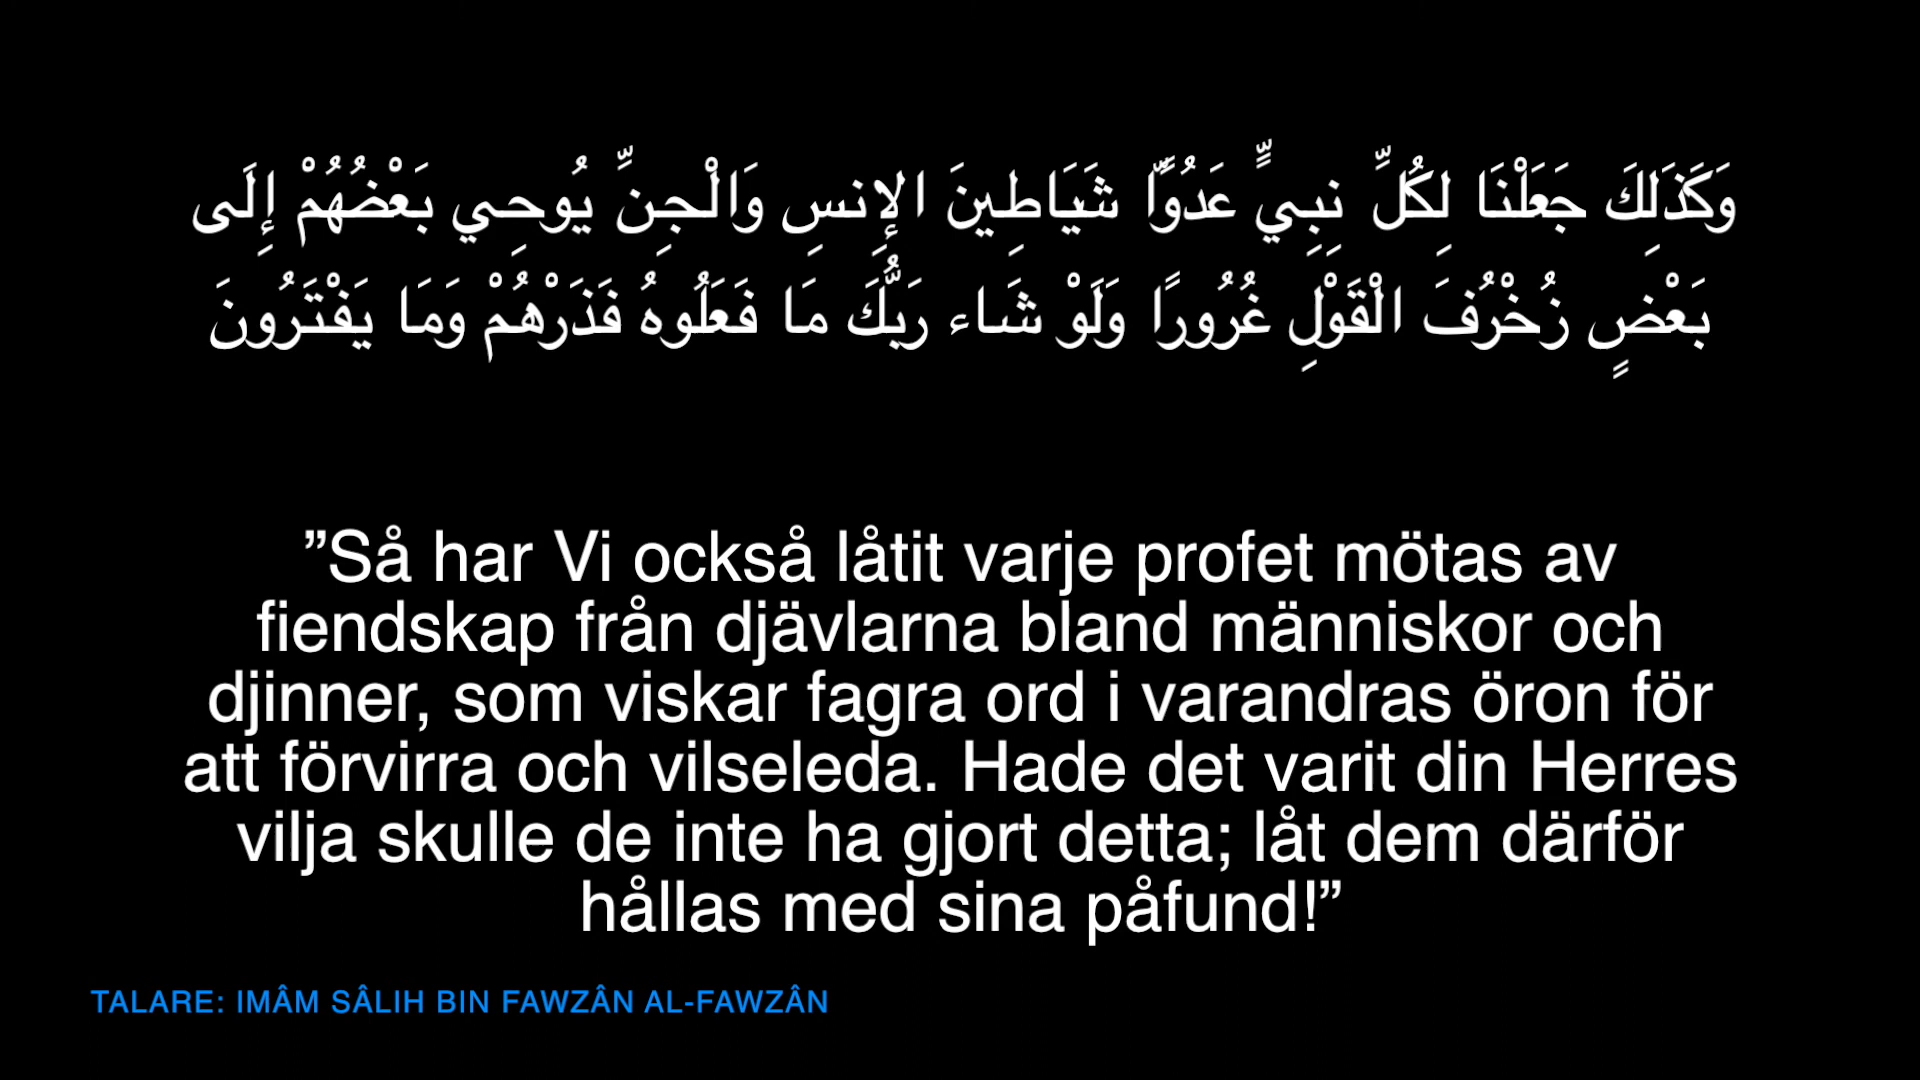 وَكَذَلِكَ جَعَلْنَا لِكُلِّ نِبِيٍّ عَدُوًّا شَيَاطِينَ الإِنسِ وَالْجِنِّ يُوحِي بَعْضُهُمْ إِلَى
بَعْضٍ زُخْرُفَ الْقَوْلِ غُرُورًا وَلَوْ شَاء رَبُّكَ مَا فَعَلُوهُ فَذَرْهُمْ وَمَا يَفْتَرُونَ
”Så har Vi också låtit varje profet mötas av
fiendskap från djävlarna bland människor och
djinner, som viskar fagra ord i varandras öron för
att förvirra och vilseleda. Hade det varit din Herres
vilja skulle de inte ha gjort detta; låt dem därför
hållas med sina påfund!”
TALARE: IMÂM SÂLIH BIN FAWZÂN AL-FAWZÂN